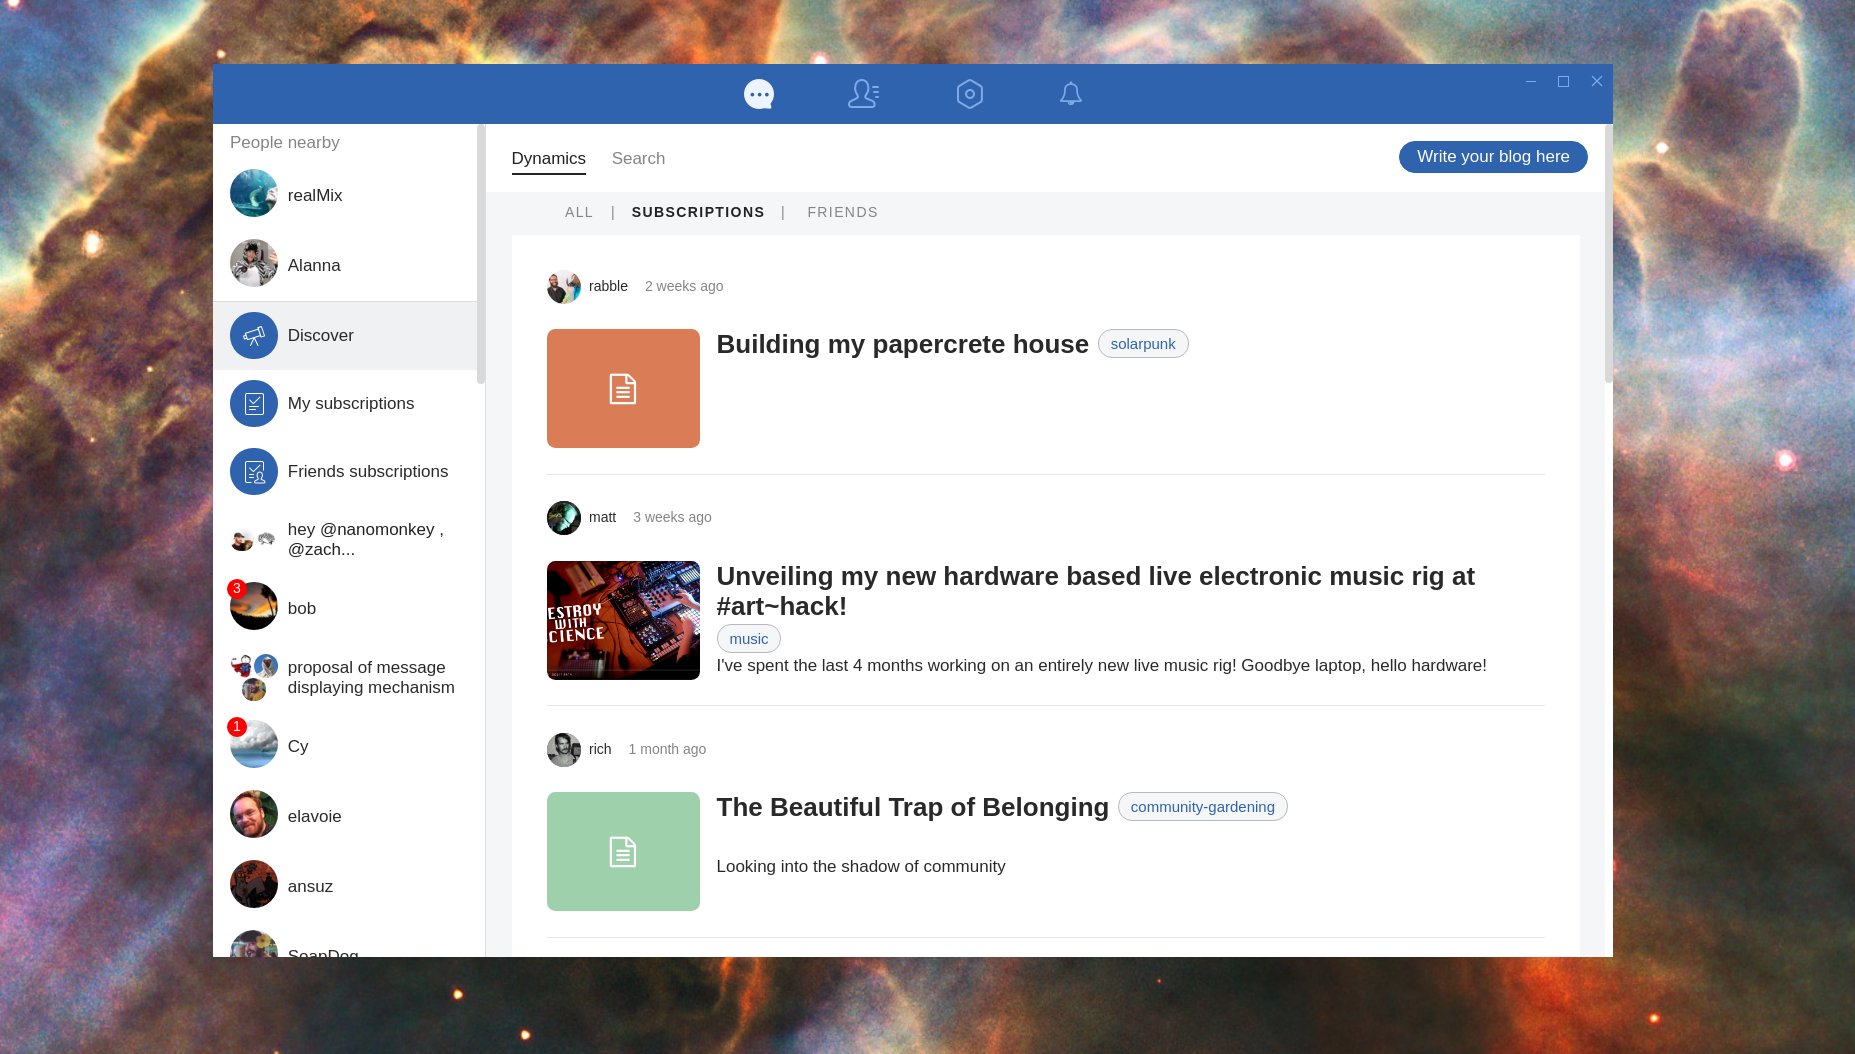 People nearby
realMix
Alanna
Discover
My subscriptions
Friends subscriptions
hey @nanomonkey ,
@zach...
3
bob
proposal of message
displaying mechanism
1
Cy
elavoie
ansuz
SoapDog
Dynamics
Search
Write your blog here
ALL | SUBSCRIPTIONS | FRIENDS
rabble 2 weeks ago
Building my papercrete house solarpunk
matt 3 weeks ago
ESTROY
WITH
CIENCE
Unveiling my new hardware based live electronic music rig at
#art~hack!
music
I've spent the last 4 months working on an entirely new live music rig! Goodbye laptop, hello hardware!
rich 1 month ago
The Beautiful Trap of Belonging community-gardening
Looking into the shadow of community